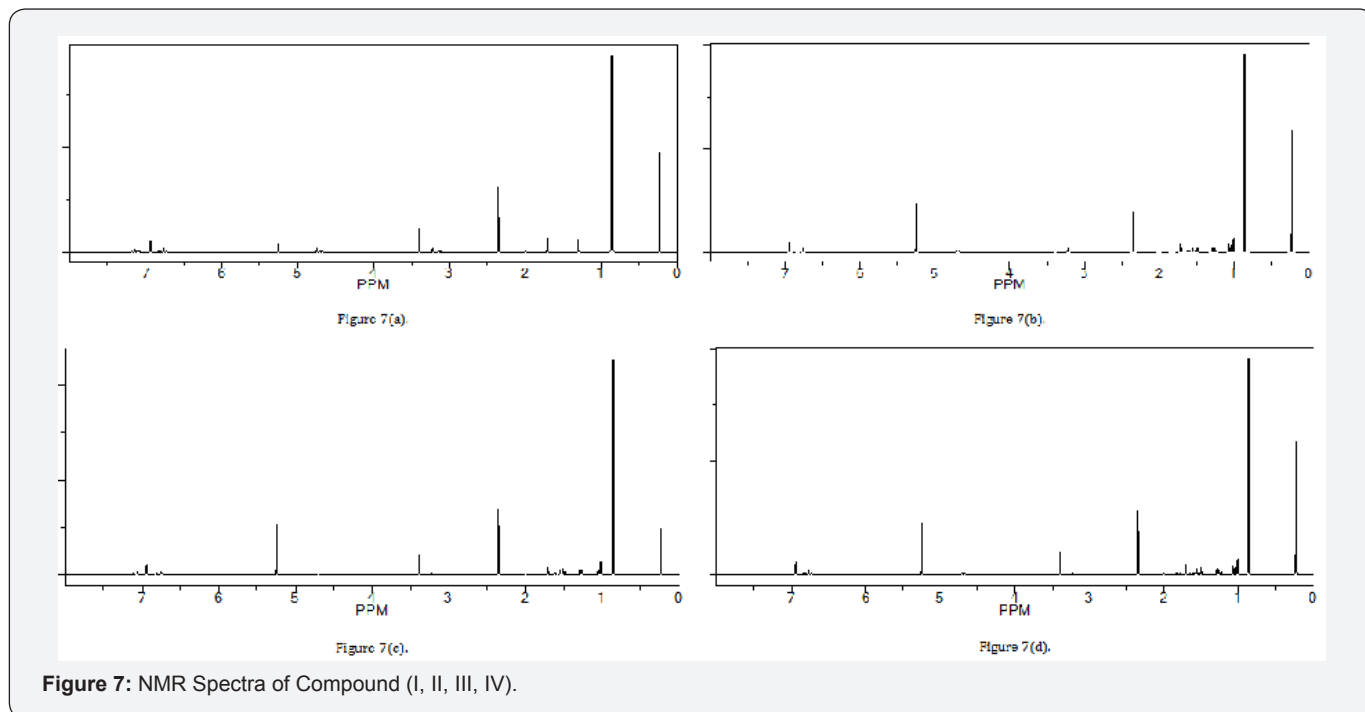 7 6 5 4 3 2 1 0
PPM
Figure 7(a).
7 6 5 4 3 2 1 0
PPM
Figure 7(b).
7 6 5 4 3 2 1 0
PPM
Figure 7(c).
7 6 5 4 3 2 1 0
PPM
Figure 7(d).
Figure 7: NMR Spectra of Compound (I, II, III, IV).